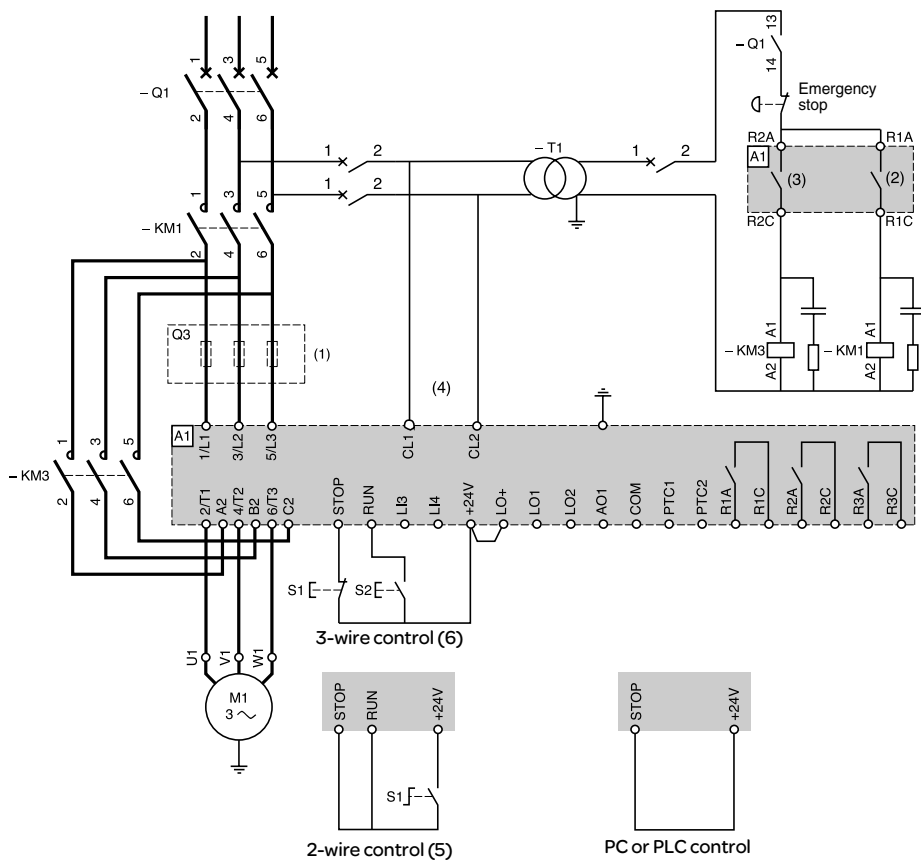 1 3 5
– Q1
2 4 6
1 2
1 2
– T1
1 2
13
– Q1
14
Emergency
stop
R2A R1A
A1
(3) (2)
R2C R1C
1 3 5
– KM1
2 4 6
Q3
(1)
A1 A1
– KM3 – KM1
A2 A2
(4)
A1
1/L1 3/L2 5/L3 CL1 CL2
1 3 5
– KM3
2 4 6
2/T1 A2 4/T2 B2 6/T3 C2 STOP RUN LI3 LI4 +24V LO+ LO1 LO2 AO1 COM PTC1 PTC2 R1A R1C R2A R2C R3A R3C
S1 S2
3-wire control (6)
U1 V1 W1
M1
3
STOP RUN +24V
S1
2-wire control (5)
STOP +24V
PC or PLC control